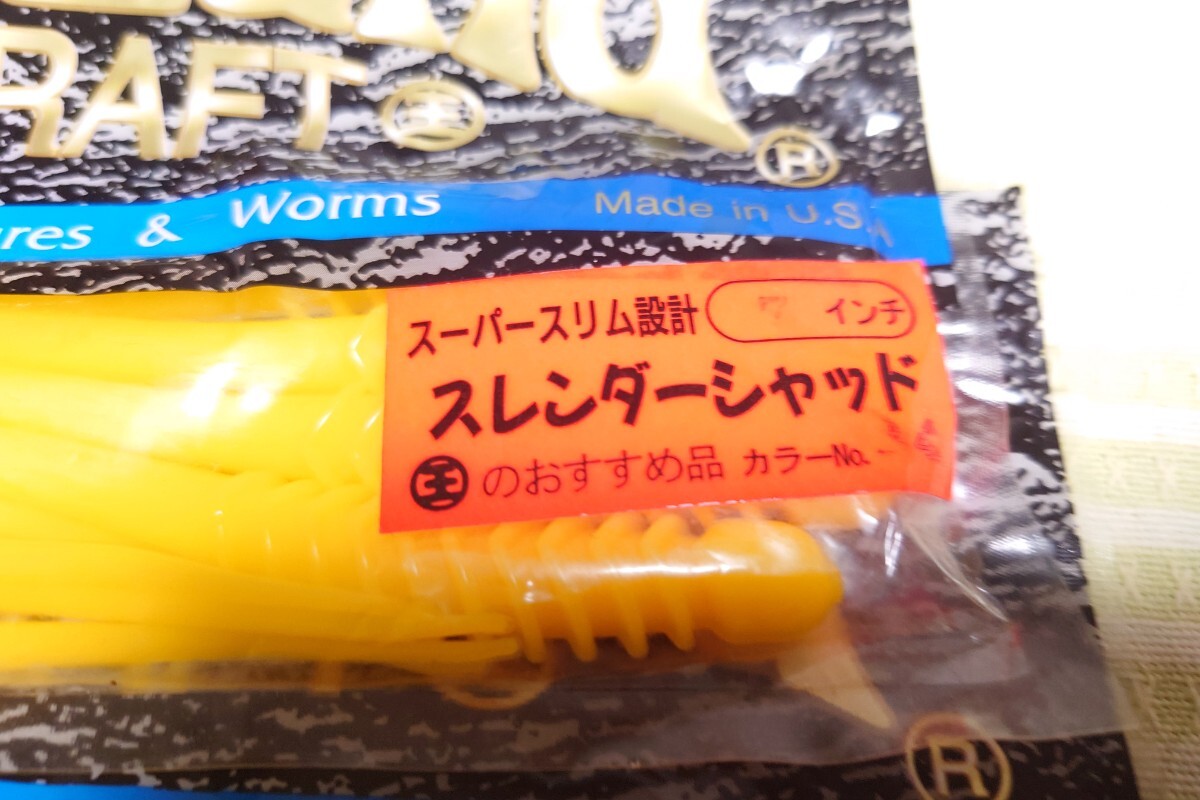 RAFT
®
ures & Worms Made in U.S.A
スーパースリム設計 インチ
スレンダーシャッド
のおすすめ品 カラーNo.
®